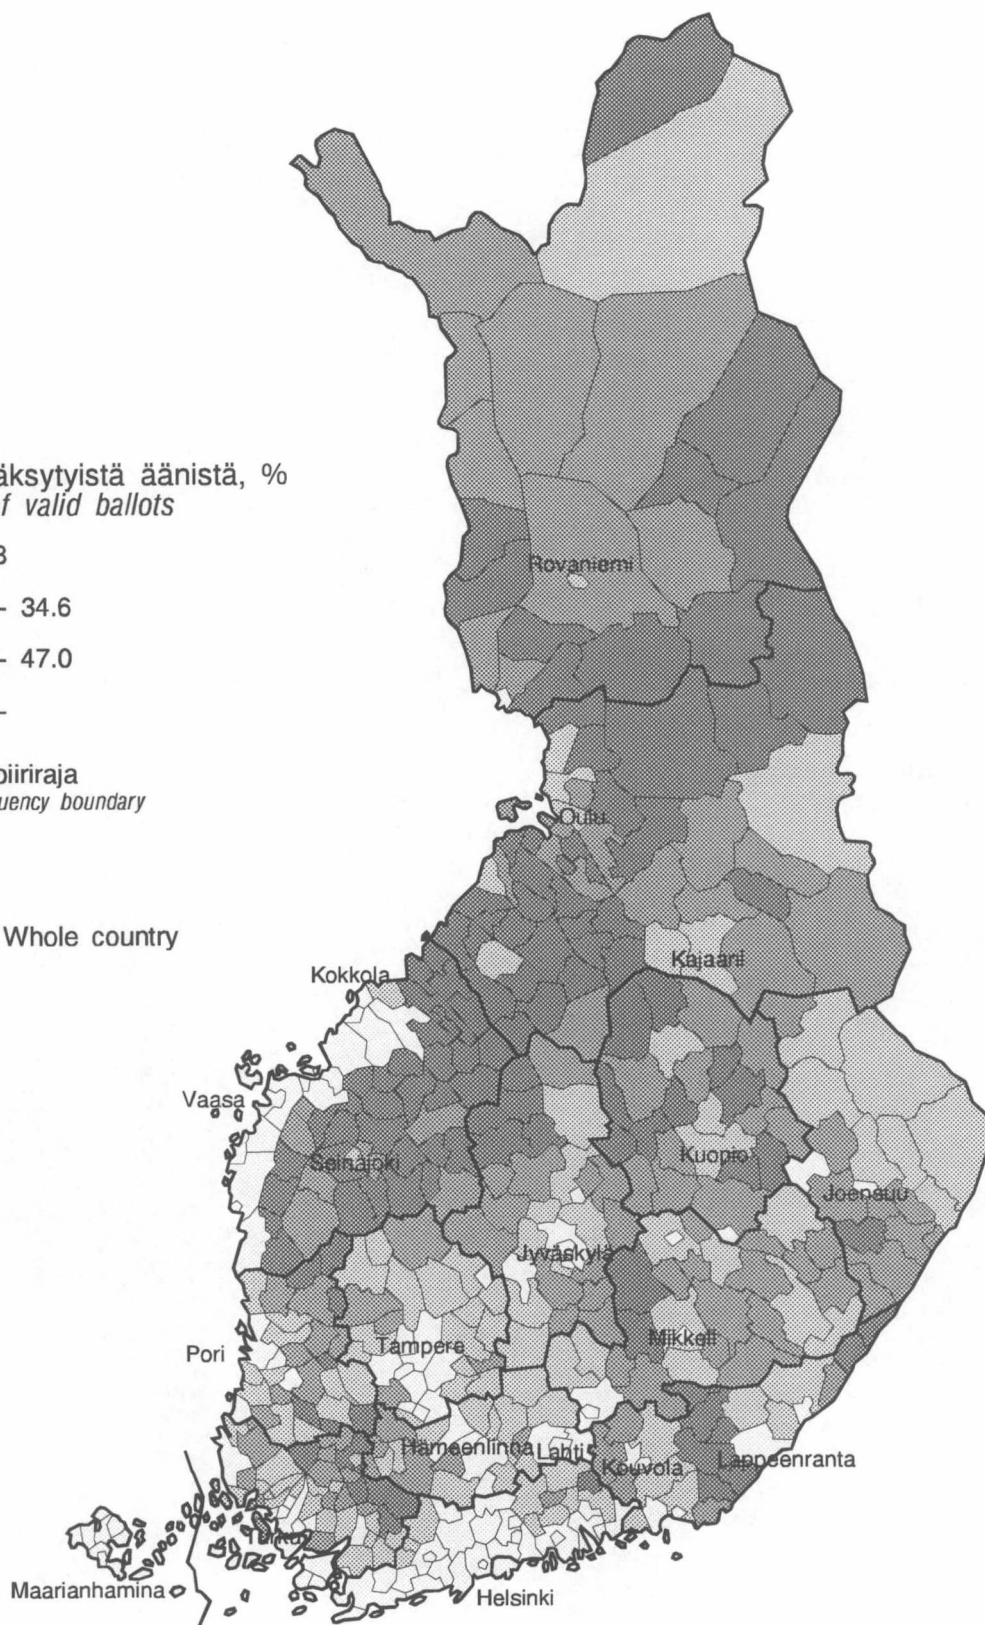 äksytyistä äänistä, %
f valid ballots
3
- 34.6
- 47.0
-
piiriraja
uency boundary
Whole country
Rovaniemi
Oulu
Kajaani
Kokkola
Vaasa
Seinäjoki
Kuopio
Joensuu
Jyväskylä
Mikkeli
Pori
Tampere
Hämeenlinna
Lahti
Kouvola
Lappeenranta
Turku
Maarianhamina
Helsinki